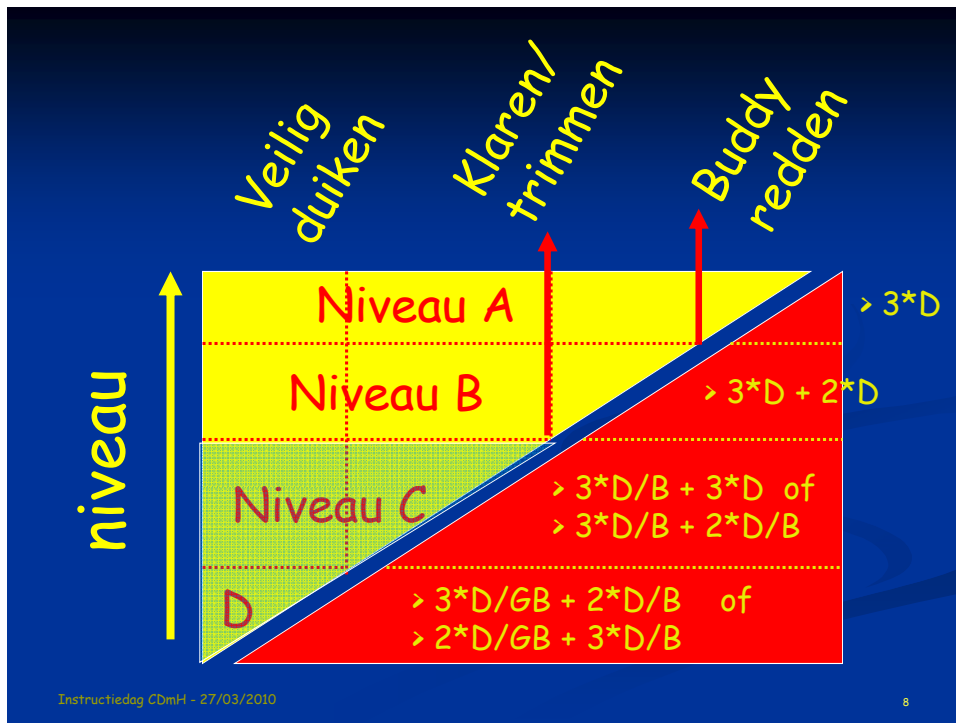 Veilig
duiken
Klaren/
trimmen
Buddy
redden
niveau
Niveau A
> 3*D
Niveau B
> 3*D + 2*D
Niveau C
> 3*D/B + 3*D of
> 3*D/B + 2*D/B
D
> 3*D/GB + 2*D/B of
> 2*D/GB + 3*D/B
Instructiedag CDmH - 27/03/2010
8